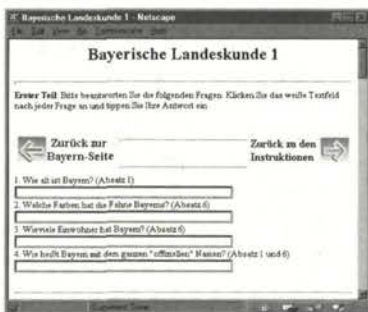 Bayerische Landeskunde 1 - Netscape
Bayerische Landeskunde 1
Erster Teil: Bitte beantworten Sie die folgenden Fragen. Klicken Sie das weiße Textfeld
nach jeder Frage an und tippen Sie Ihre Antwort ein
Zurück zur
Bayern-Seite
Zurück zu den
Instruktionen
1. Wie alt ist Bayern? (Absatz 1)
2. Welche Farben hat die Fahne Bayerns? (Absatz 6)
3. Wieviele Einwohner hat Bayern? (Absatz 6)
4. Wie heißt Bayern mit dem ganzen "offiziellen" Namen? (Absatz 1 und 6)